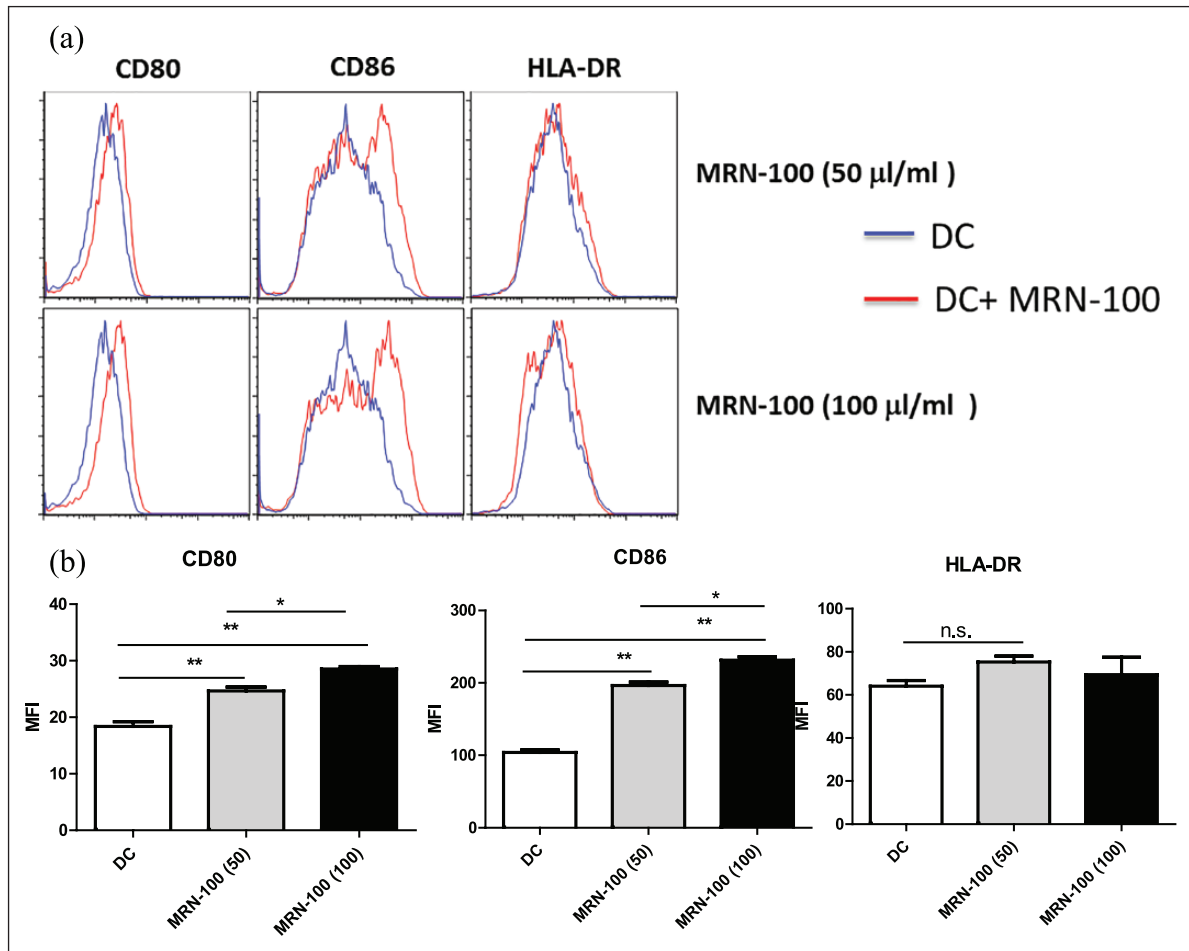 (a)
CD80 CD86 HLA-DR
MRN-100 (50 μl/ml )
DC
DC+ MRN-100
MRN-100 (100 μl/ml )
(b)
CD80
40
30
20
10
0
MFI
*
**
**
DC
MRN-100 (50)
MRN-100 (100)
CD86
300
200
100
0
MFI
*
**
**
DC
MRN-100 (50)
MRN-100 (100)
HLA-DR
100
80
60
40
20
0
MFI
n.s.
DC
MRN-100 (50)
MRN-100 (100)